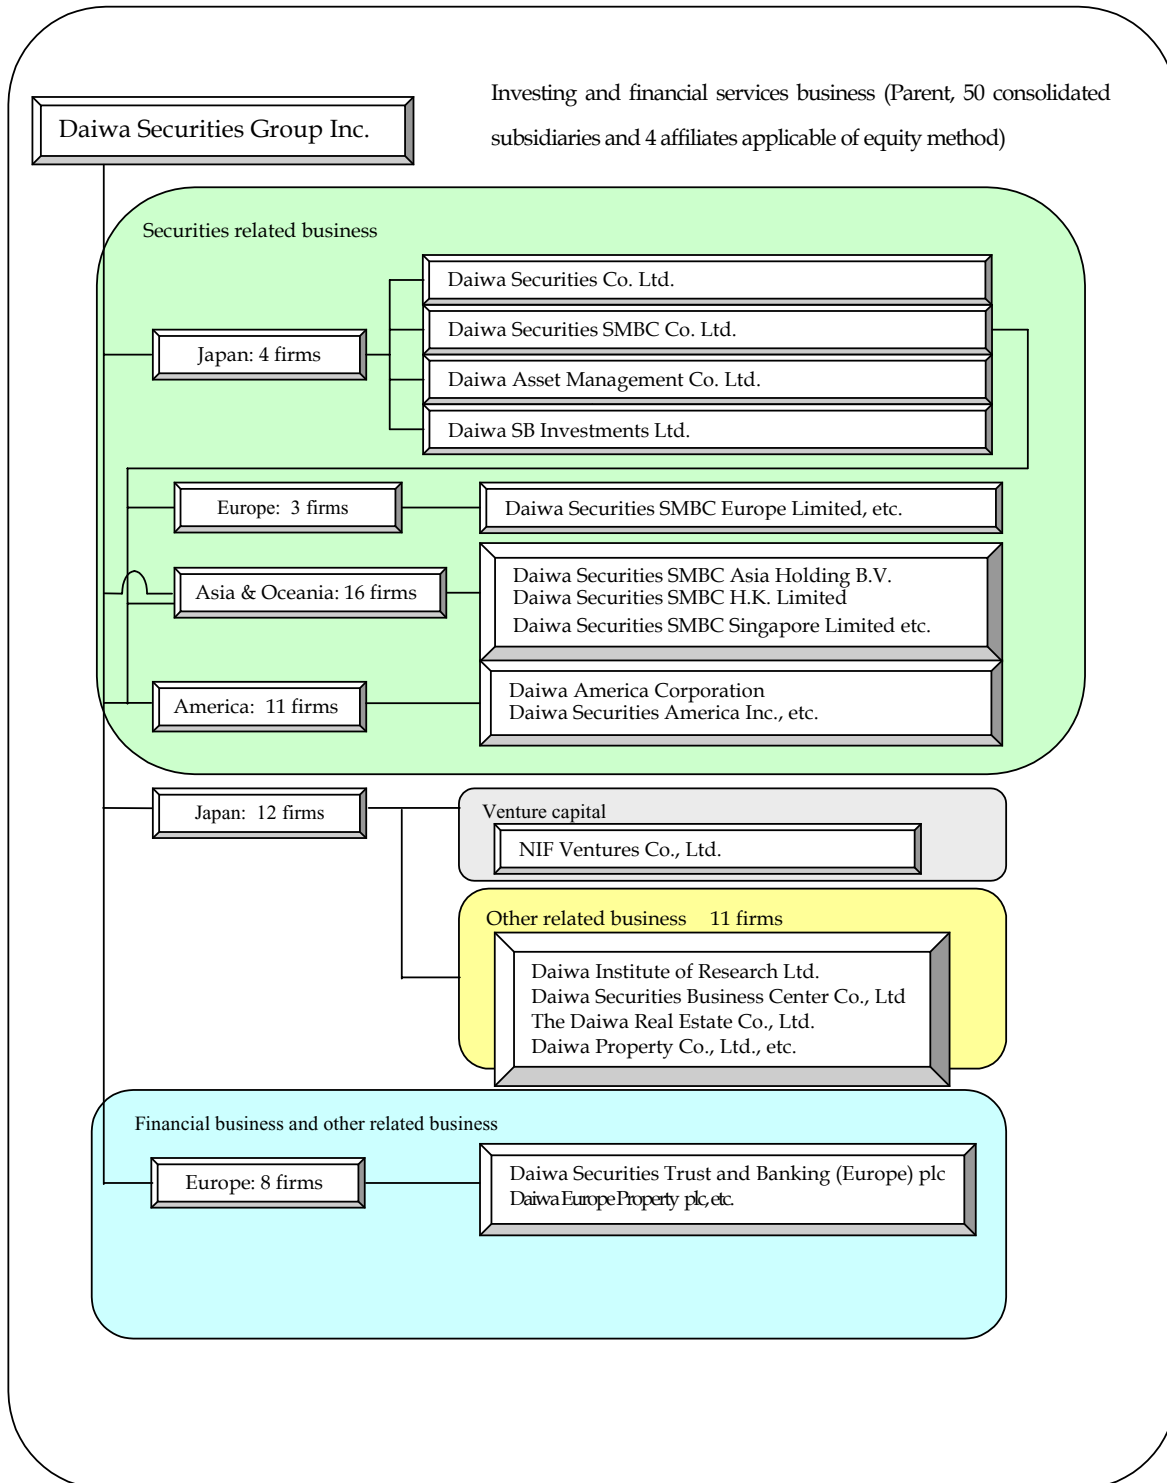 Daiwa Securities Group Inc.
Investing and financial services business (Parent, 50 consolidated
subsidiaries and 4 affiliates applicable of equity method)
Securities related business
Japan: 4 firms
Daiwa Securities Co. Ltd.
Daiwa Securities SMBC Co. Ltd.
Daiwa Asset Management Co. Ltd.
Daiwa SB Investments Ltd.
Europe: 3 firms
Daiwa Securities SMBC Europe Limited, etc.
Asia & Oceania: 16 firms
Daiwa Securities SMBC Asia Holding B.V.
Daiwa Securities SMBC H.K. Limited
Daiwa Securities SMBC Singapore Limited etc.
America: 11 firms
Daiwa America Corporation
Daiwa Securities America Inc., etc.
Japan: 12 firms
Venture capital
NIF Ventures Co., Ltd.
Other related business 11 firms
Daiwa Institute of Research Ltd.
Daiwa Securities Business Center Co., Ltd
The Daiwa Real Estate Co., Ltd.
Daiwa Property Co., Ltd., etc.
Financial business and other related business
Europe: 8 firms
Daiwa Securities Trust and Banking (Europe) plc
Daiwa Europe Property plc, etc.